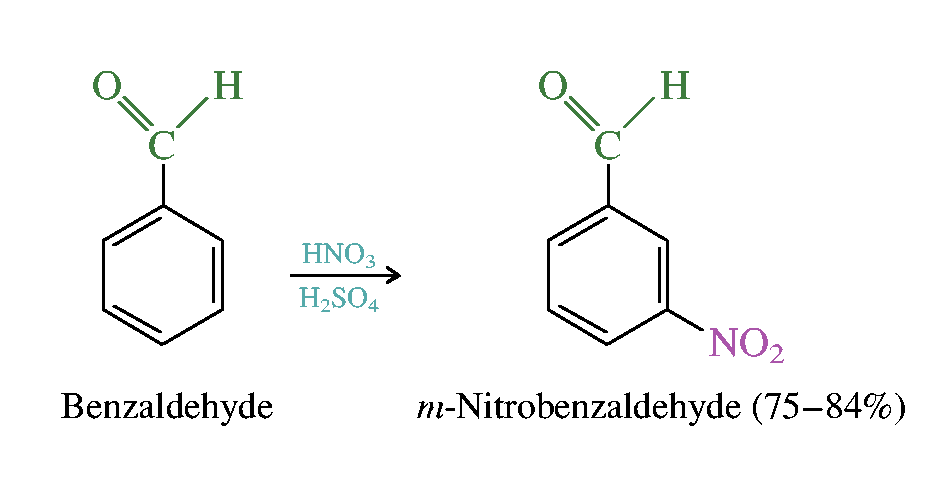 O H O H
C C
HNO₃
H₂SO₄
NO₂
Benzaldehyde m-Nitrobenzaldehyde (75–84%)